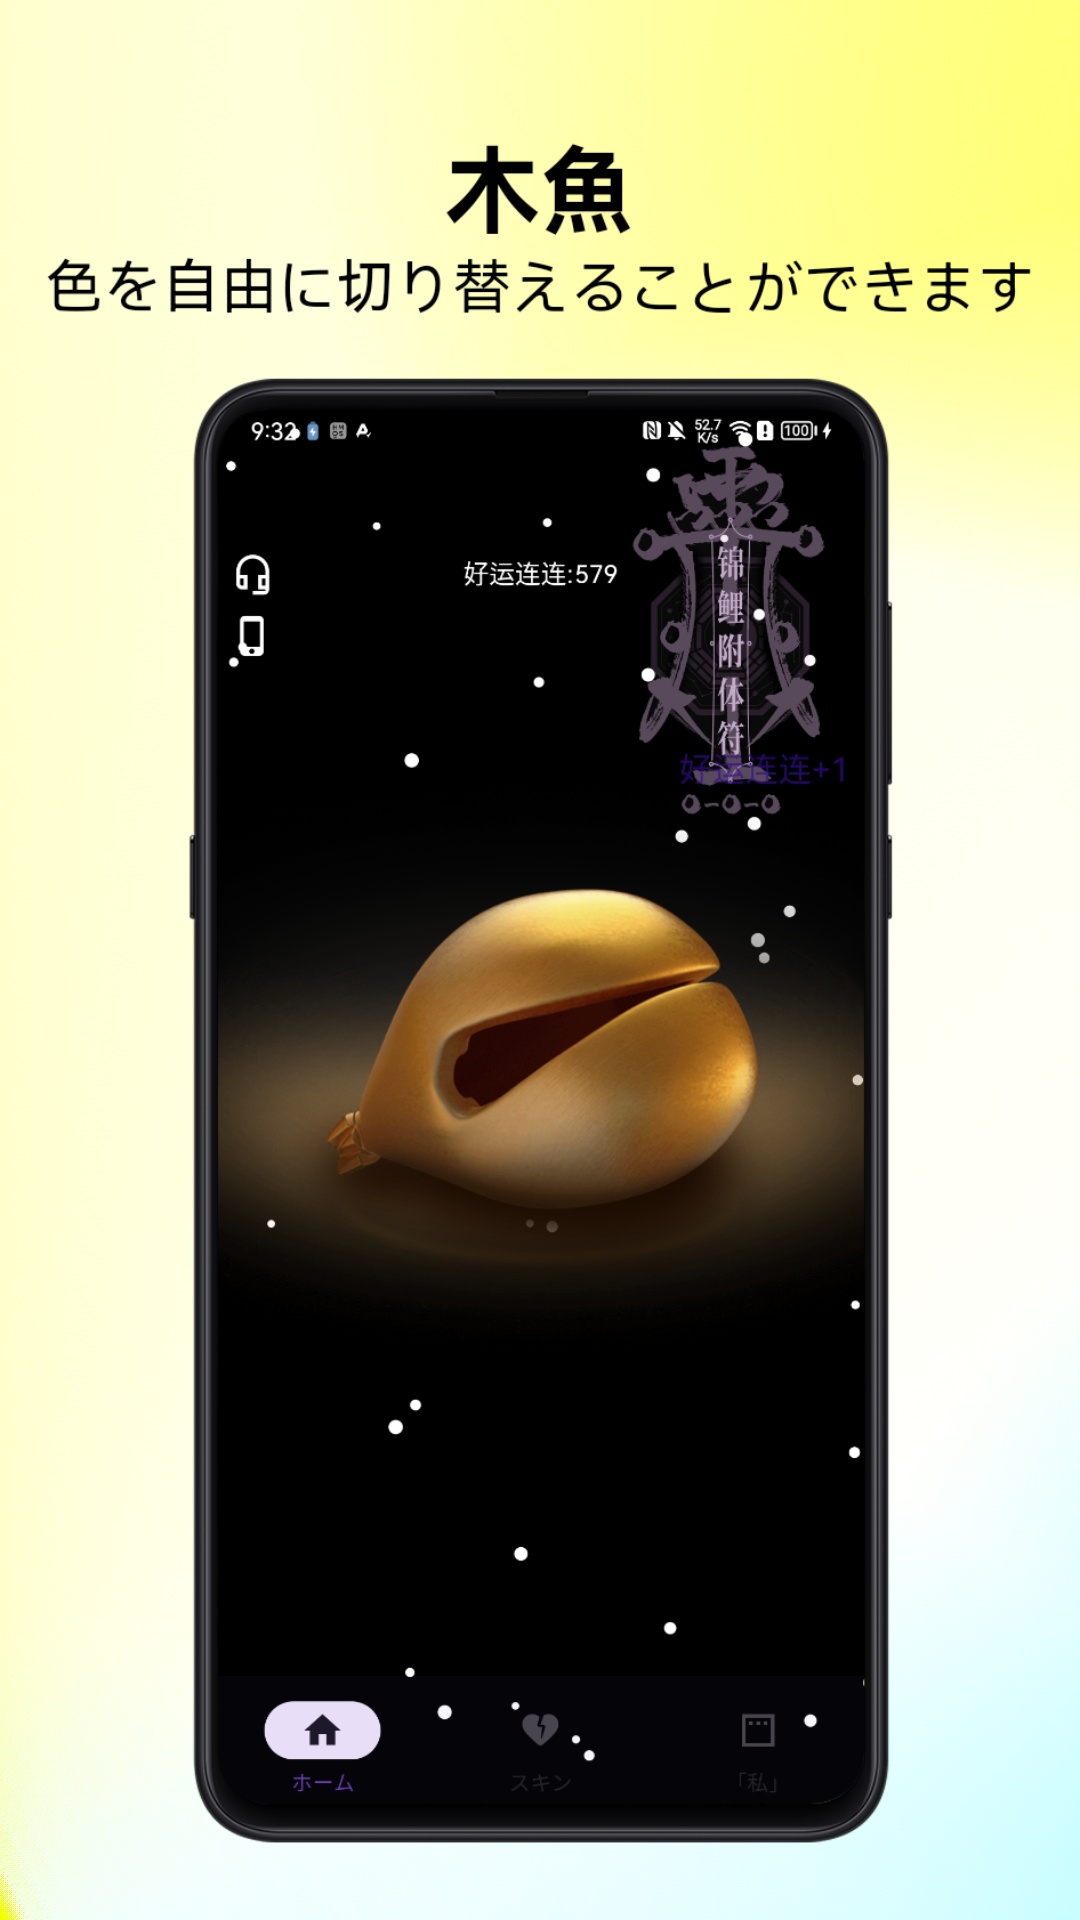 木魚
色を自由に切り替えることができます
9:32
52.7
K/s
100
好运连连:579
锦鲤附体符
好运连连+1
ホーム
スキン
「私」